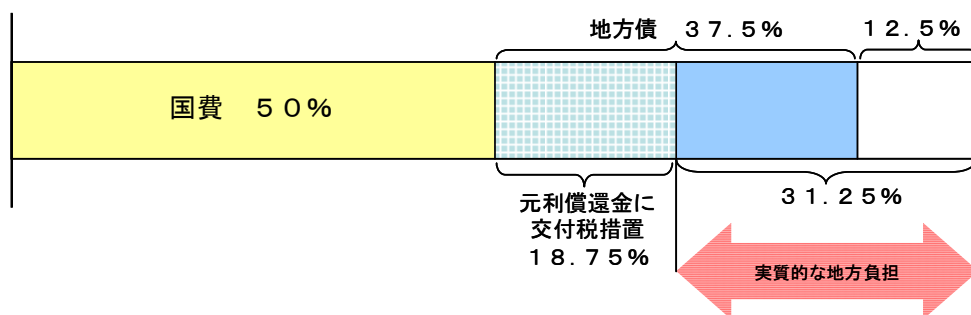 地方債 37.5%
12.5%
国費 50%
元利償還金に
交付税措置
18.75%
31.25%
実質的な地方負担